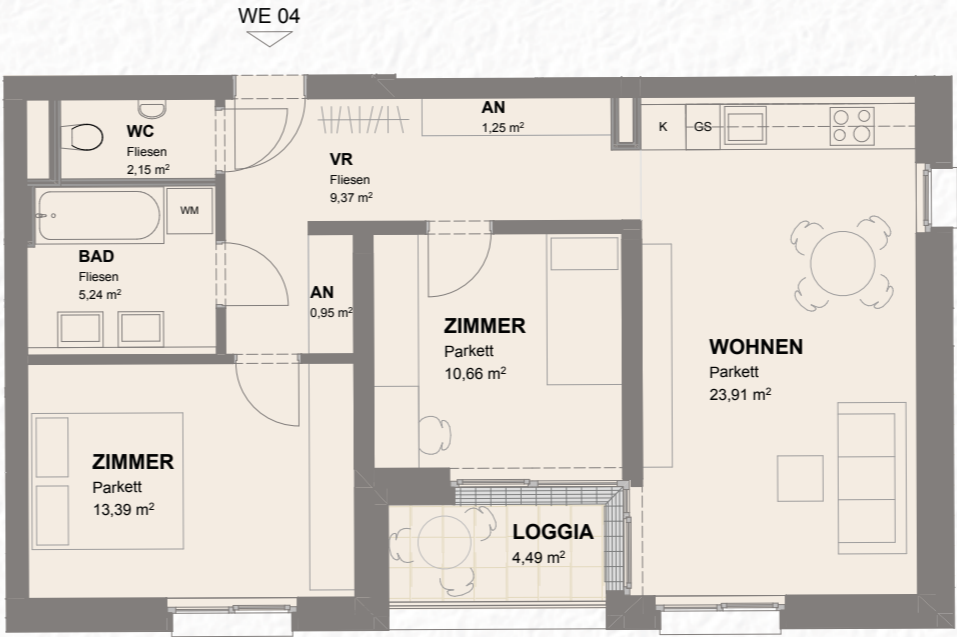 WE 04
WC
Fliesen
2,15 m²
AN
1,25 m²
K
GS
VR
Fliesen
9,37 m²
WM
BAD
Fliesen
5,24 m²
AN
0,95 m²
ZIMMER
Parkett
10,66 m²
WOHNEN
Parkett
23,91 m²
ZIMMER
Parkett
13,39 m²
LOGGIA
4,49 m²